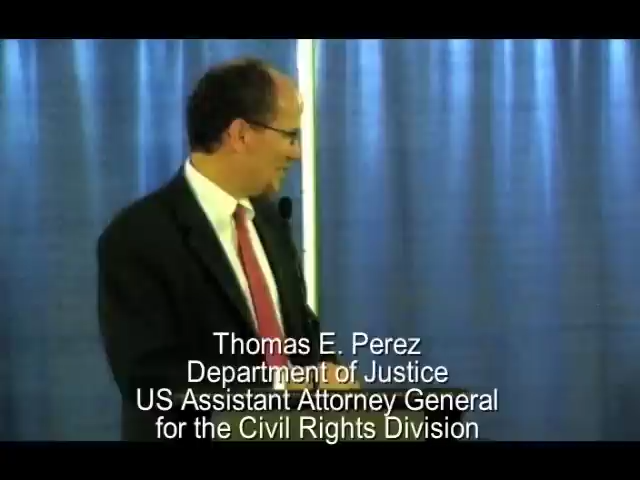 Thomas E. Perez
Department of Justice
US Assistant Attorney General
for the Civil Rights Division